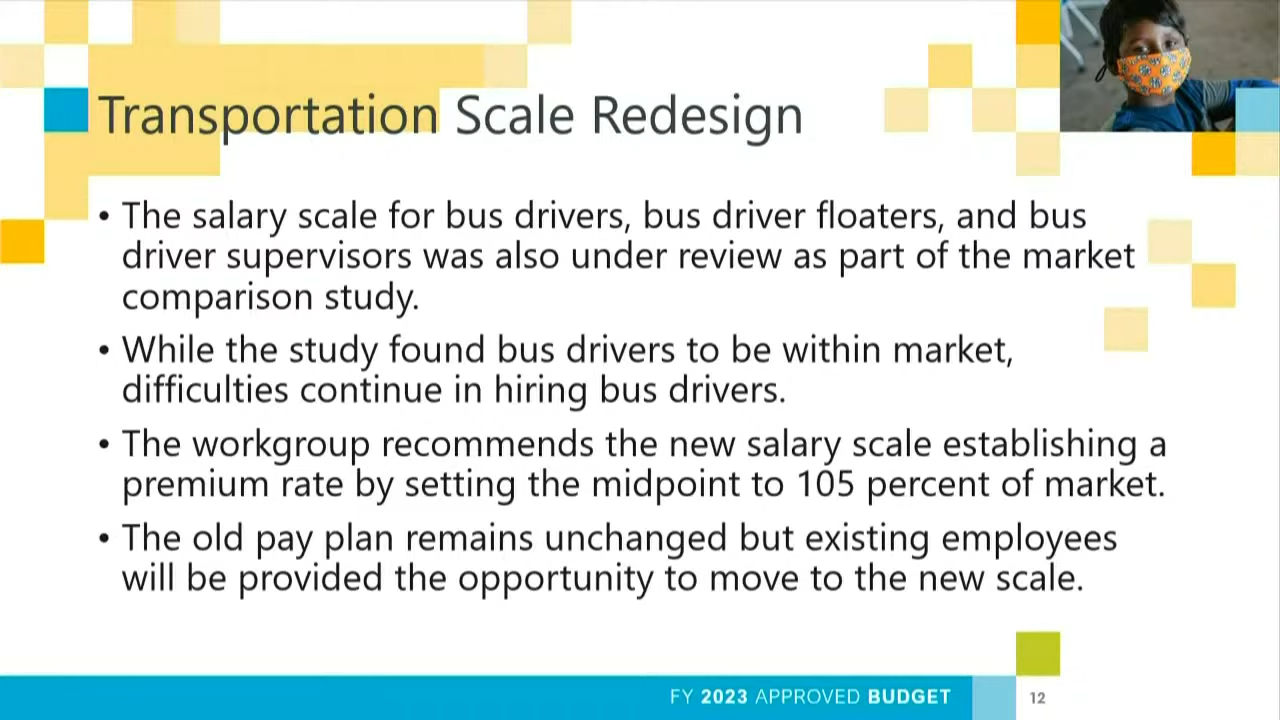 Transportation Scale Redesign
• The salary scale for bus drivers, bus driver floaters, and bus
driver supervisors was also under review as part of the market
comparison study.
• While the study found bus drivers to be within market,
difficulties continue in hiring bus drivers.
• The workgroup recommends the new salary scale establishing a
premium rate by setting the midpoint to 105 percent of market.
• The old pay plan remains unchanged but existing employees
will be provided the opportunity to move to the new scale.
FY 2023 APPROVED BUDGET
12